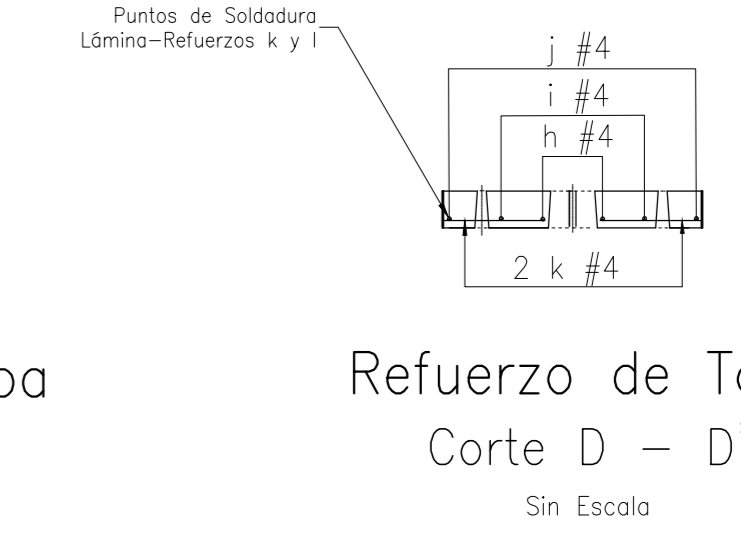 Puntos de Soldadura
Lámina-Refuerzos k y l
j #4
i #4
h #4
2 k #4
Refuerzo de
Corte D - D'
Sin Escala